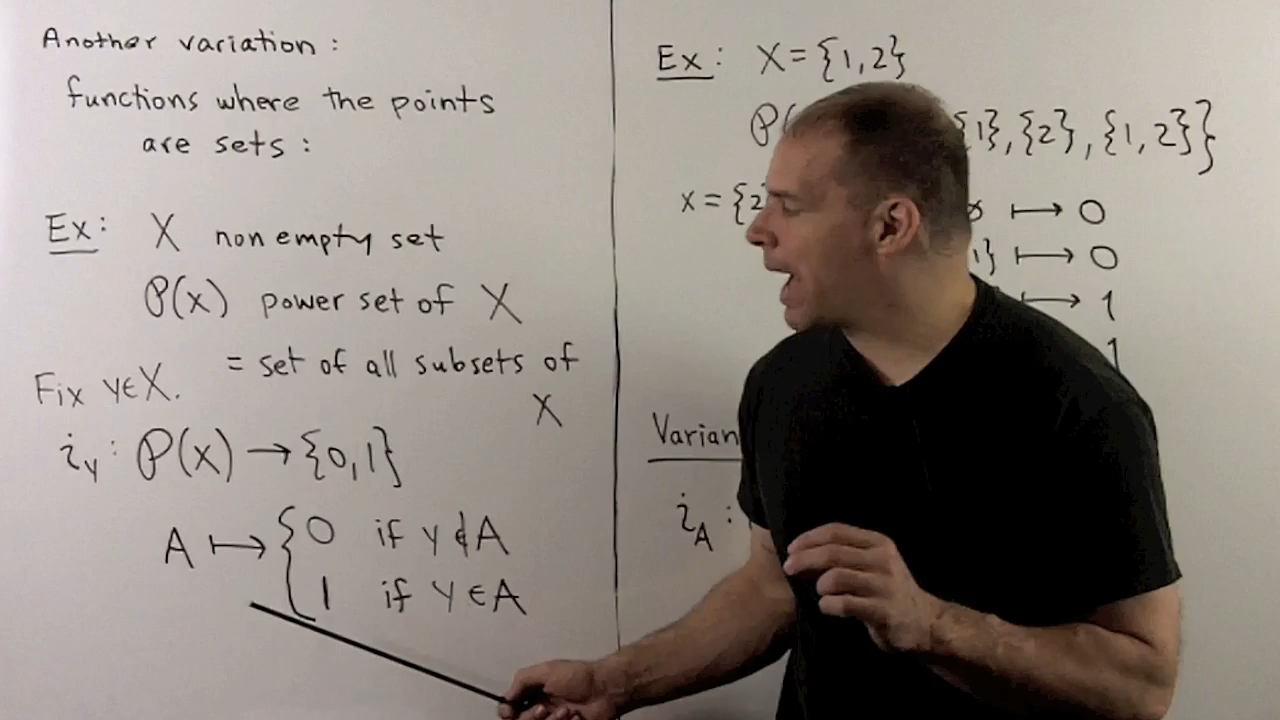 Another variation :
functions where the points
are sets :
Ex: X non empty set
P(X) power set of X
= set of all subsets of
X
Fix y∈X.
i_y : P(X) → {0,1}
A ↦ { 0 if y ∉ A
1 if y ∈ A
Ex: X = {1,2}
P( {1}, {2}, {1,2}}
x = {2 ↦ 0
1} ↦ 0
↦ 1
1
i_A :